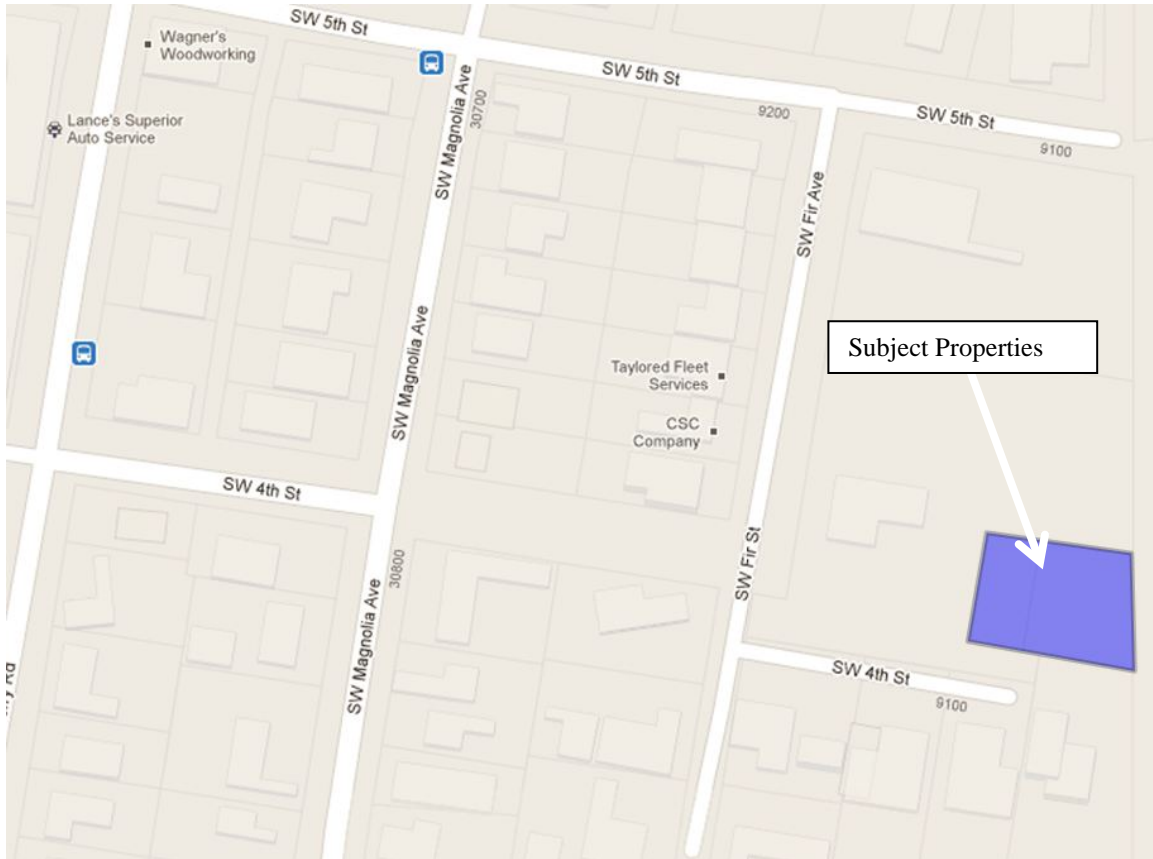 SW 5th St
Wagner's
Woodworking
SW 5th St
30700
9200
SW 5th St
9100
Lance's Superior
Auto Service
SW Magnolia Ave
SW Fir Ave
Subject Properties
SW Magnolia Ave
Taylored Fleet
Services
CSC
Company
SW 4th St
30800
SW Fir St
SW Magnolia Ave
SW 4th St
9100
Rd